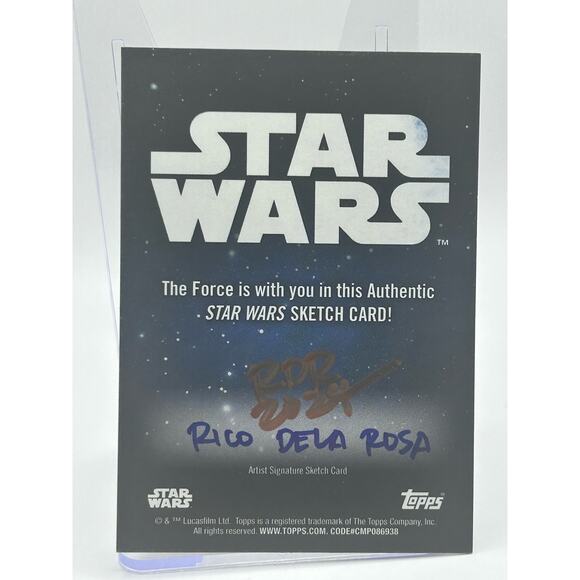 STAR
WARS
TM
The Force is with you in this Authentic
STAR WARS SKETCH CARD!
RDR
2024
RICO DELA ROSA
Artist Signature Sketch Card
STAR
WARS
topps®
© & ™ Lucasfilm Ltd. Topps is a registered trademark of The Topps Company, Inc.
All rights reserved. WWW.TOPPS.COM. CODE#CMP086938